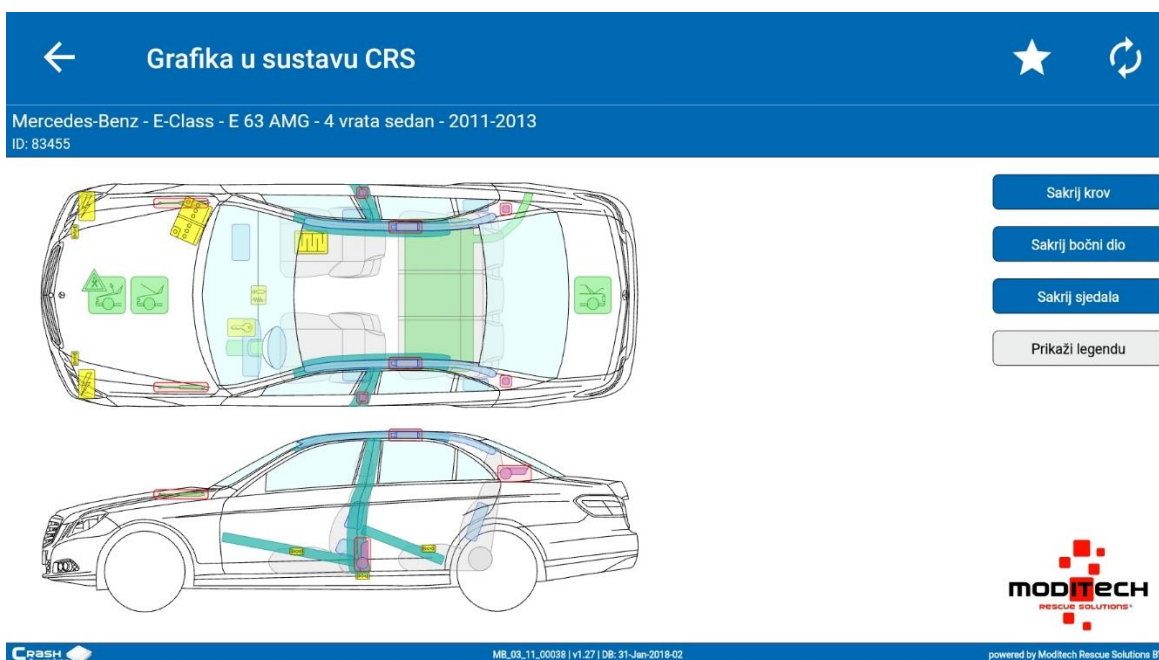 Grafika u sustavu CRS
Mercedes-Benz - E-Class - E 63 AMG - 4 vrata sedan - 2011-2013
ID: 83455
Sakrij krov
Sakrij bočni dio
Sakrij sjedala
Prikaži legendu
MODITECH
RESCUE SOLUTIONS
CRASH
MB_03_11_00038 | v1.27 | DB: 31-Jan-2018-02
powered by Moditech Rescue Solutions B